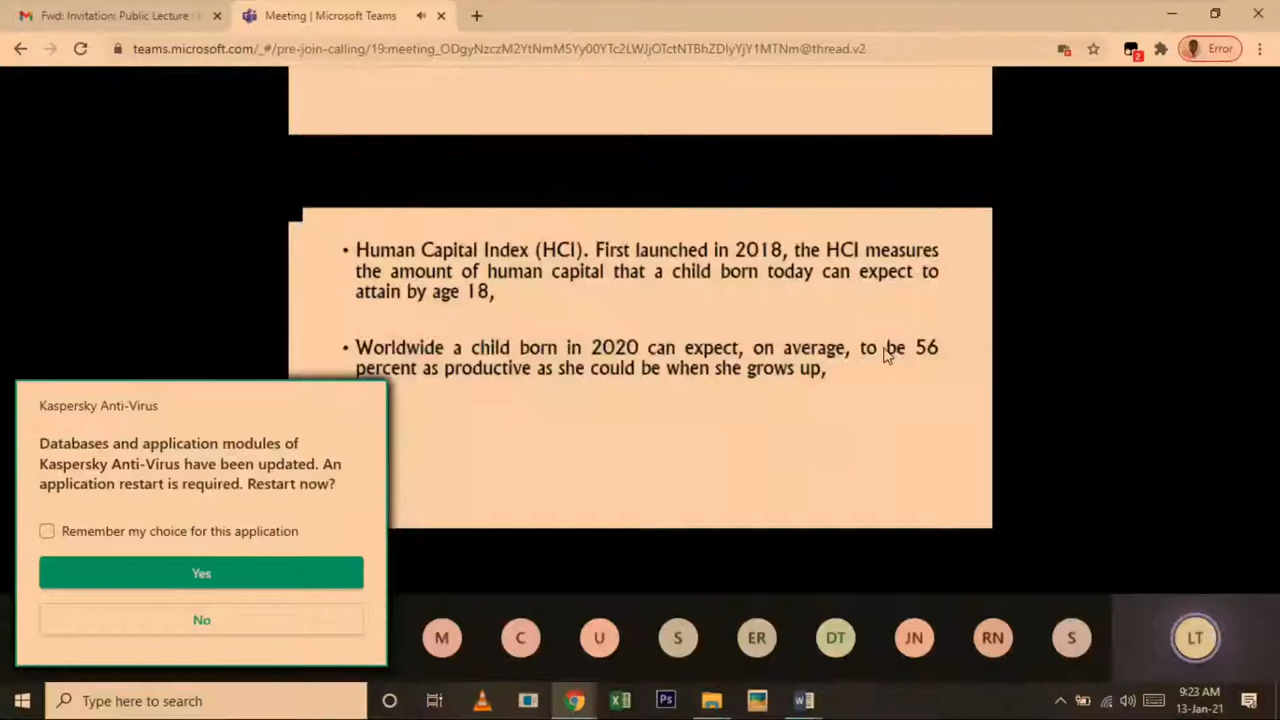 Fwd: Invitation: Public Lecture
Meeting | Microsoft Teams
teams.microsoft.com/_#/pre-join-calling/19:meeting_ODgyNzczM2YtNmM5Yy00YTc2LWJjOTctNTBhZDlyYjY1MTNm@thread.v2
2
Error
• Human Capital Index (HCI). First launched in 2018, the HCI measures
the amount of human capital that a child born today can expect to
attain by age 18,
• Worldwide a child born in 2020 can expect, on average, to be 56
percent as productive as she could be when she grows up,
Kaspersky Anti-Virus
Databases and application modules of
Kaspersky Anti-Virus have been updated. An
application restart is required. Restart now?
Remember my choice for this application
Yes
No
M C U S ER DT JN RN S LT
Type here to search
Ps
9:23 AM
13-Jan-21